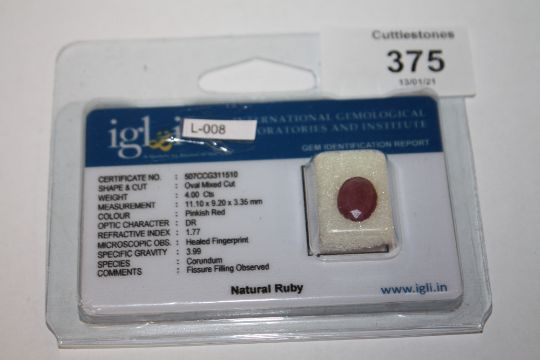 Cuttlestones
375
13/01/21
igl i
L-008
INTERNATIONAL GEMOLOGICAL
LABORATORIES AND INSTITUTE
GEM IDENTIFICATION REPORT
CERTIFICATE NO. : 507CCG311510
SHAPE & CUT : Oval Mixed Cut
WEIGHT : 4.00 Cts
MEASUREMENT : 11.10 x 9.20 x 3.35 mm
COLOUR : Pinkish Red
OPTIC CHARACTER : DR
REFRACTIVE INDEX : 1.77
MICROSCOPIC OBS. : Healed Fingerprint
SPECIFIC GRAVITY : 3.99
SPECIES : Corundum
COMMENTS : Fissure Filling Observed
Natural Ruby
www.igli.in